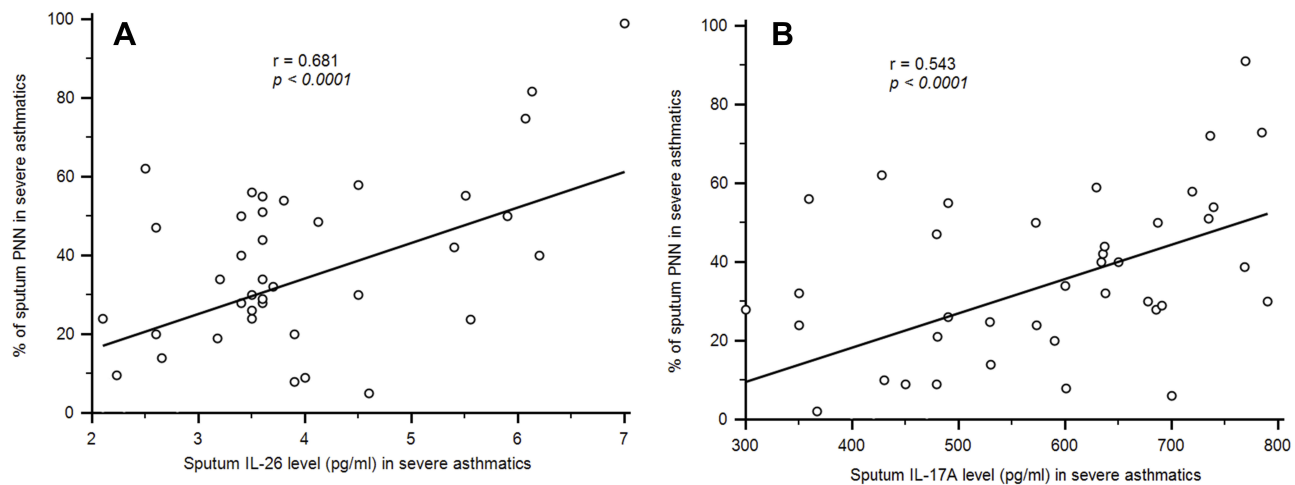 A
r = 0.681
p < 0.0001
% of sputum PNN in severe asthmatics
100
80
60
40
20
0
2 3 4 5 6 7
Sputum IL-26 level (pg/ml) in severe asthmatics
B
r = 0.543
p < 0.0001
% of sputum PNN in severe asthmatics
100
80
60
40
20
0
300 400 500 600 700 800
Sputum IL-17A level (pg/ml) in severe asthmatics